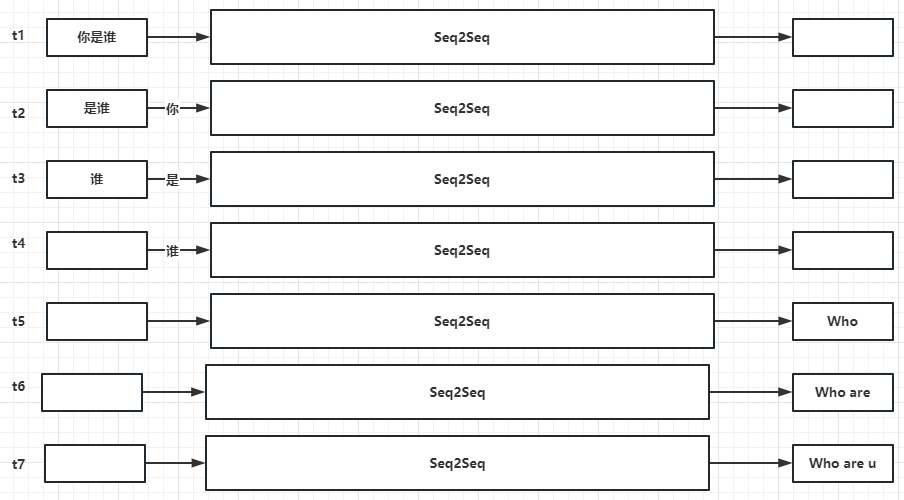 t1 你是谁 Seq2Seq
t2 是谁 你 Seq2Seq
t3 谁 是 Seq2Seq
t4 谁 Seq2Seq
t5 Seq2Seq Who
t6 Seq2Seq Who are
t7 Seq2Seq Who are u